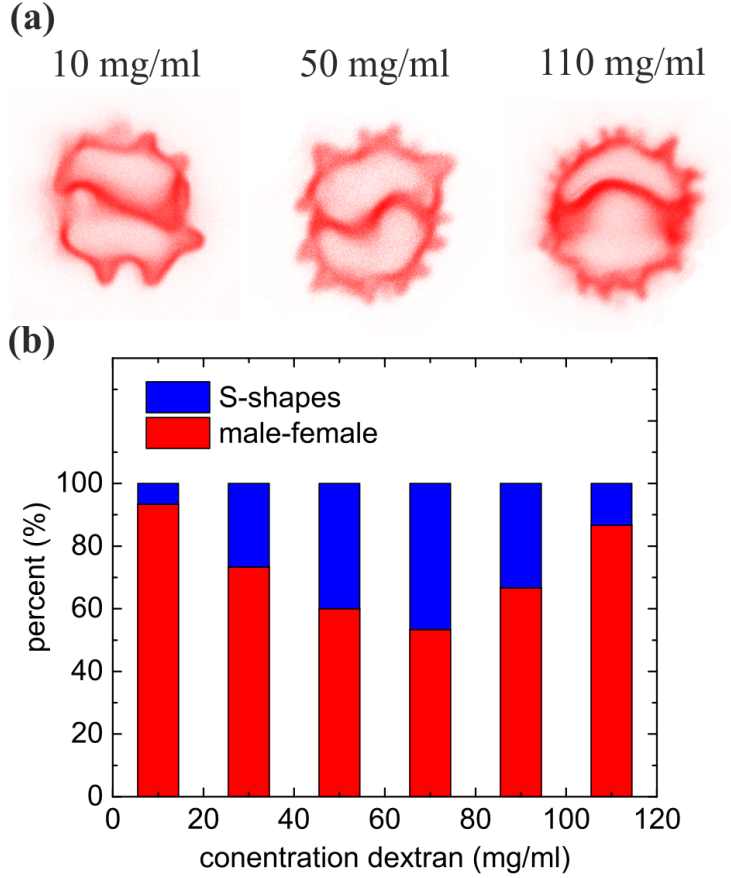 (a)
10 mg/ml 50 mg/ml 110 mg/ml
(b)
S-shapes
male-female
100
80
60
40
20
0
percent (%)
0 20 40 60 80 100 120
conentration dextran (mg/ml)